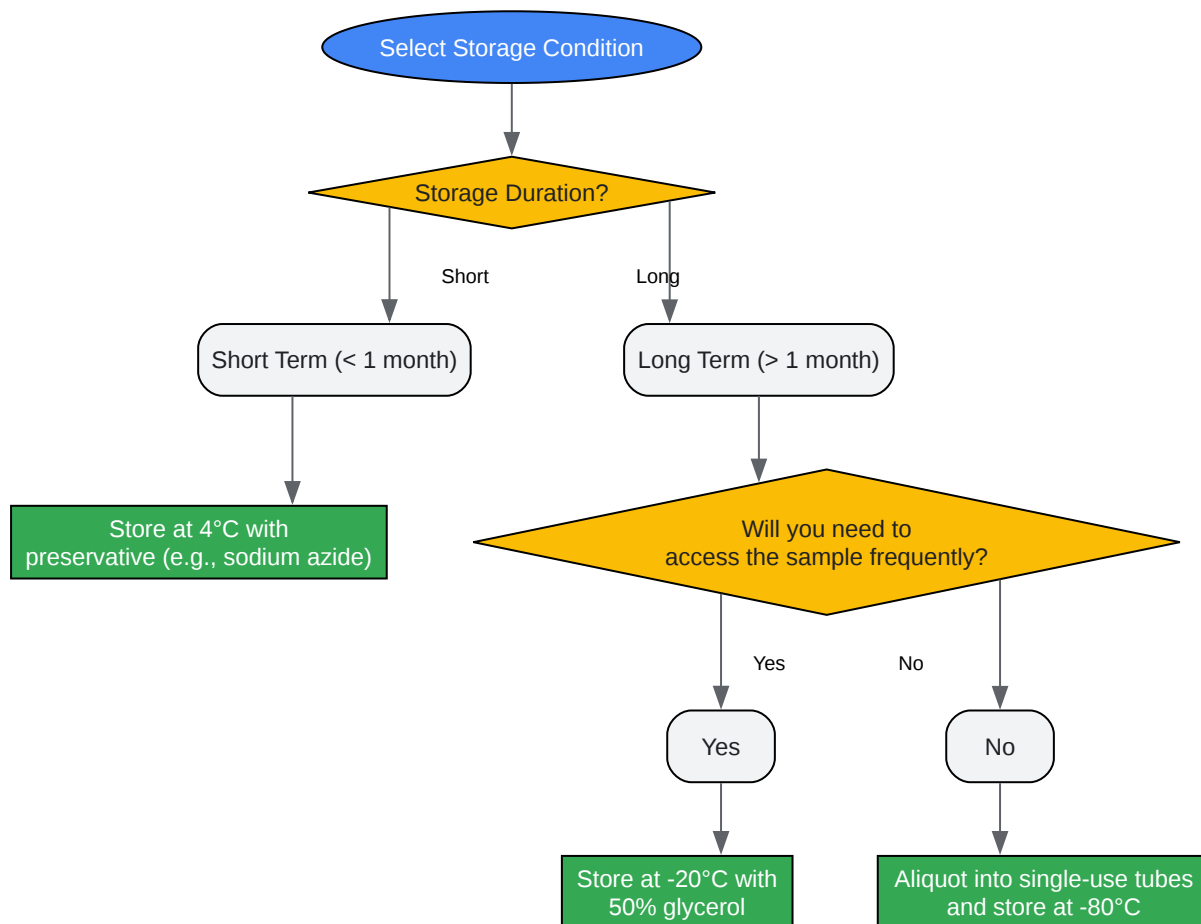 Select Storage Condition
Storage Duration?
Short
Long
Short Term (< 1 month)
Long Term (> 1 month)
Store at 4°C with
preservative (e.g., sodium azide)
Will you need to
access the sample frequently?
Yes
No
Yes
No
Store at -20°C with
50% glycerol
Aliquot into single-use tubes
and store at -80°C